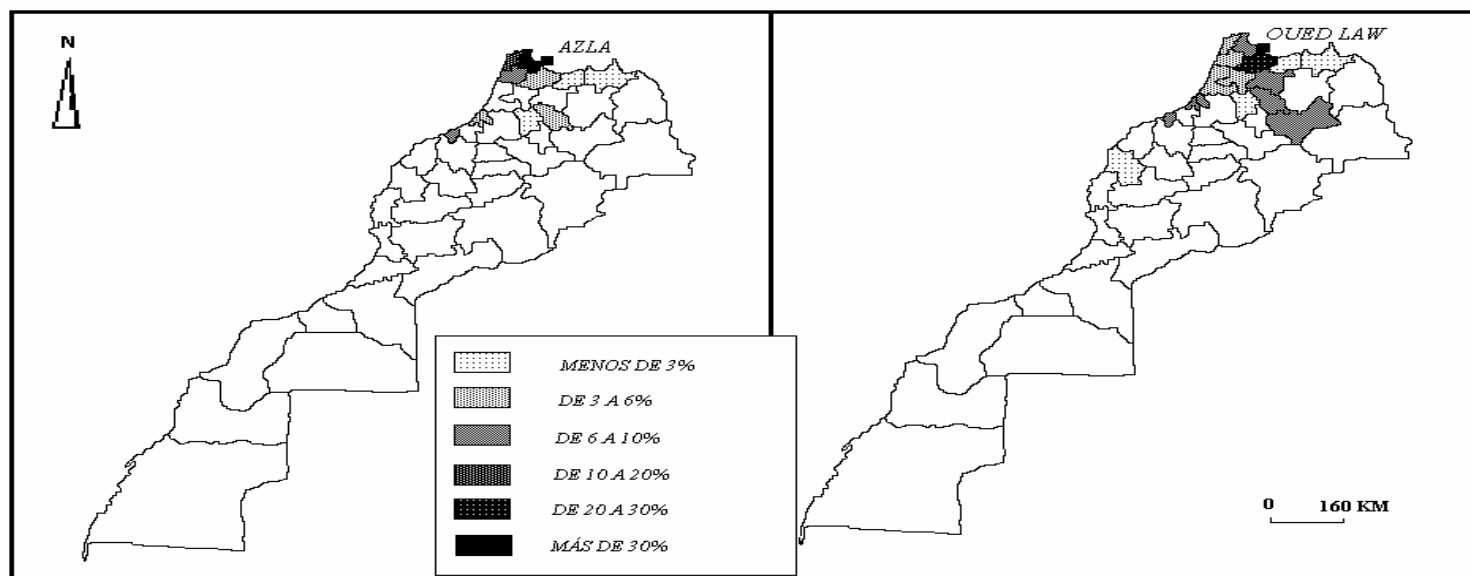 N
AZLA
OUED LAW
MENOS DE 3%
DE 3 A 6%
DE 6 A 10%
DE 10 A 20%
DE 20 A 30%
MÁS DE 30%
0 160 KM